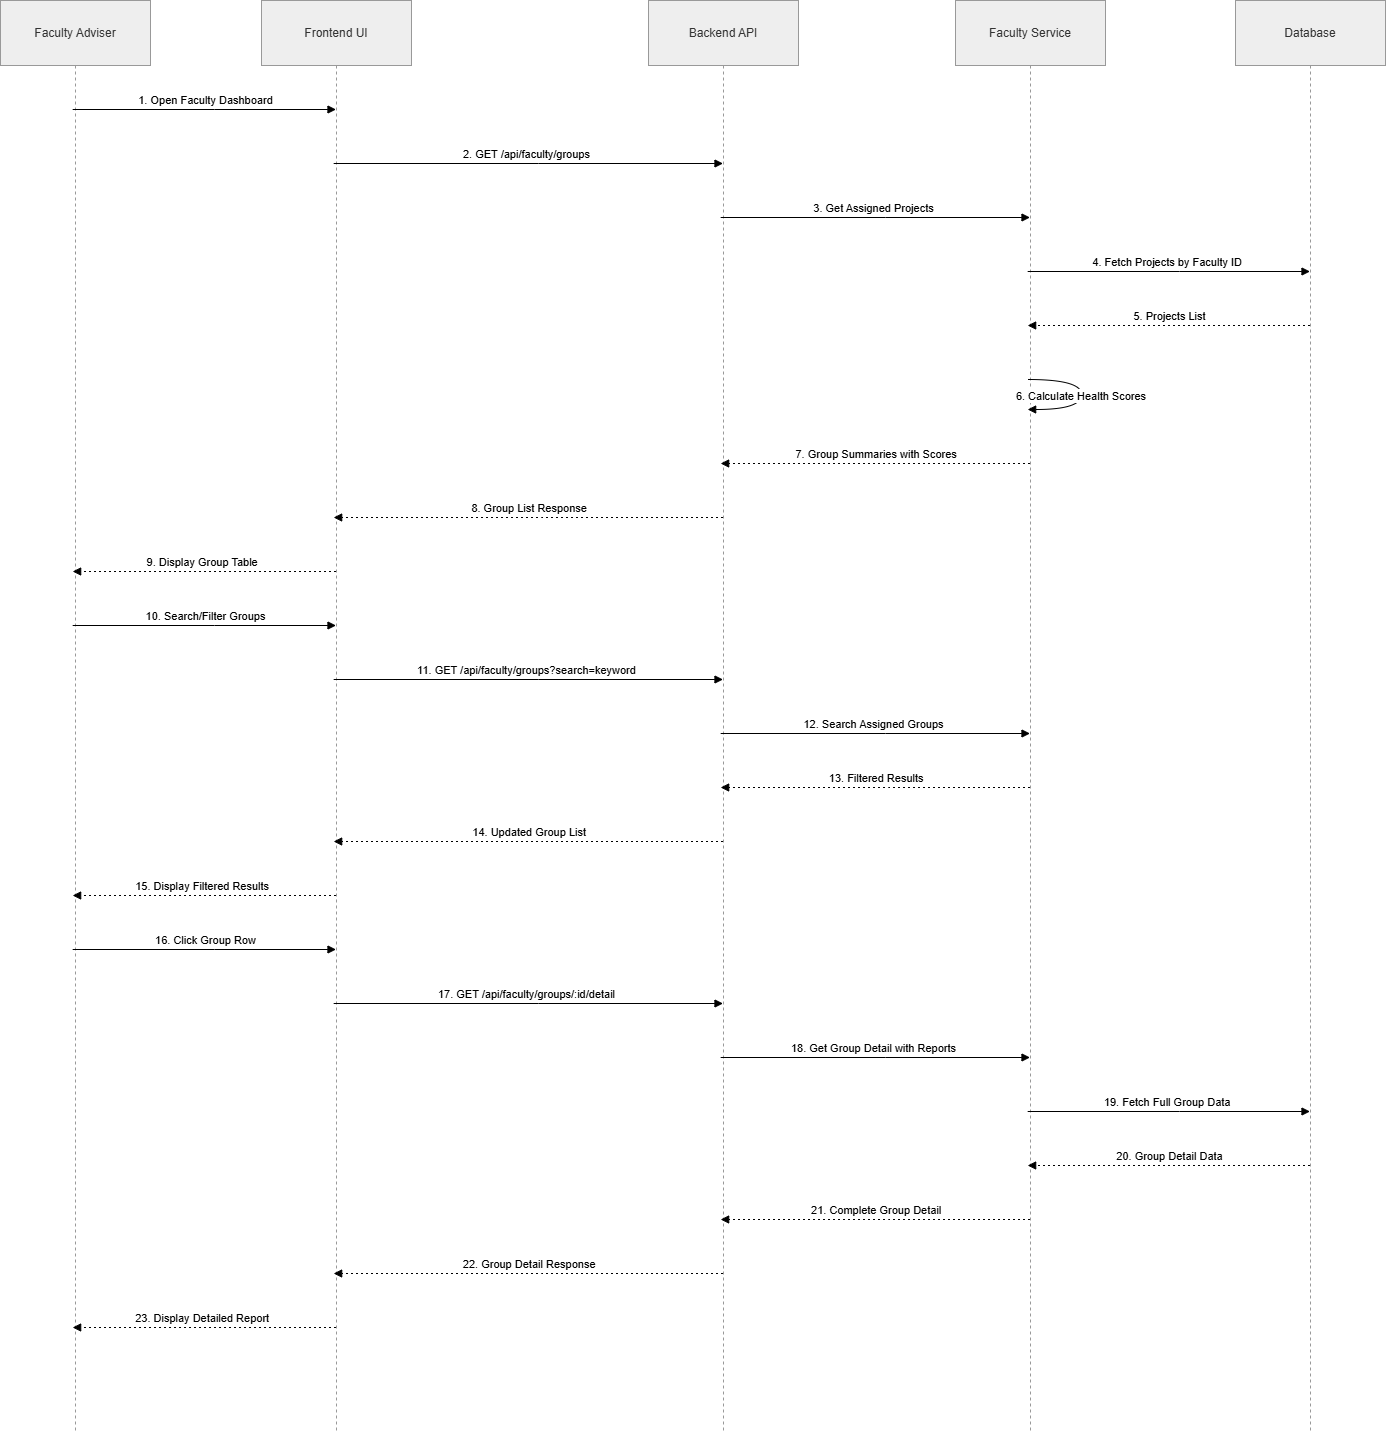 Faculty Adviser
Frontend UI
Backend API
Faculty Service
Database
1. Open Faculty Dashboard
2. GET /api/faculty/groups
3. Get Assigned Projects
4. Fetch Projects by Faculty ID
5. Projects List
6. Calculate Health Scores
7. Group Summaries with Scores
8. Group List Response
9. Display Group Table
10. Search/Filter Groups
11. GET /api/faculty/groups?search=keyword
12. Search Assigned Groups
13. Filtered Results
14. Updated Group List
15. Display Filtered Results
16. Click Group Row
17. GET /api/faculty/groups/:id/detail
18. Get Group Detail with Reports
19. Fetch Full Group Data
20. Group Detail Data
21. Complete Group Detail
22. Group Detail Response
23. Display Detailed Report